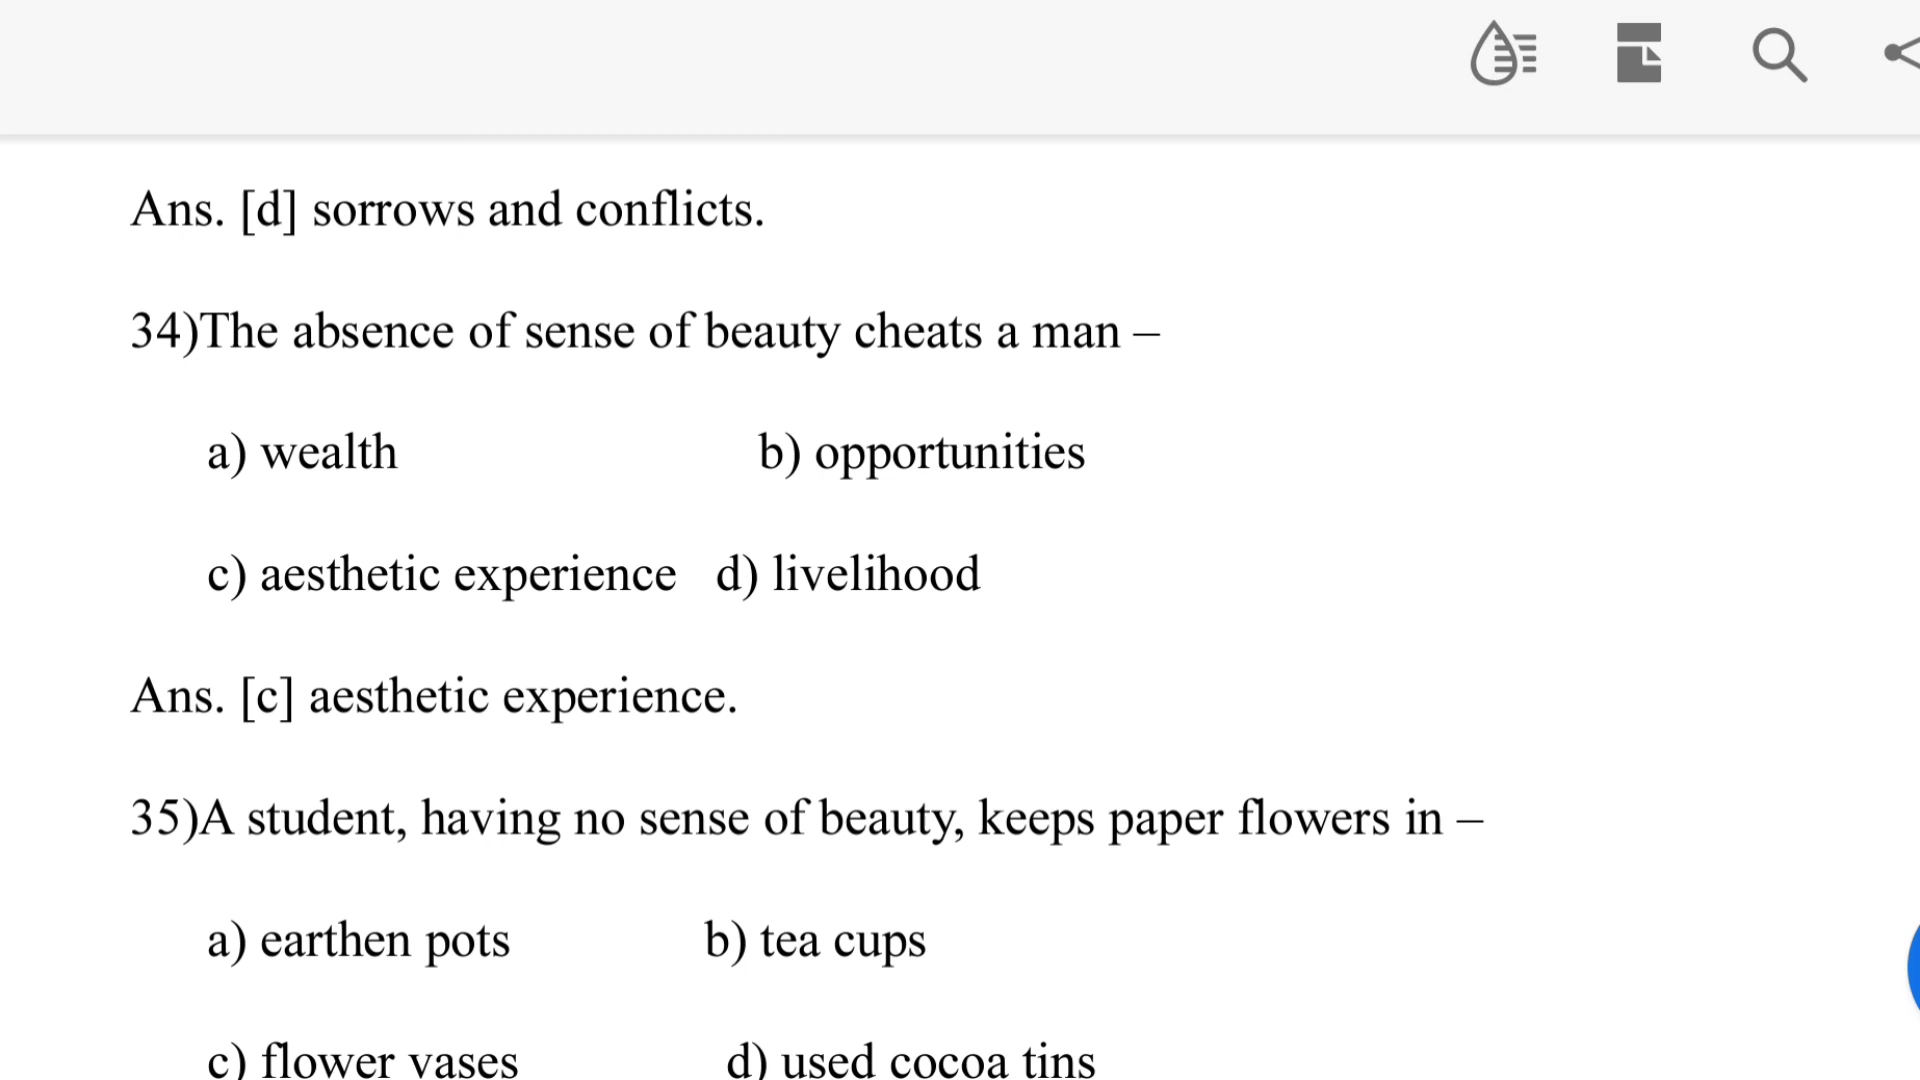 Ans. [d] sorrows and conflicts.
34)The absence of sense of beauty cheats a man –
a) wealth b) opportunities
c) aesthetic experience d) livelihood
Ans. [c] aesthetic experience.
35)A student, having no sense of beauty, keeps paper flowers in –
a) earthen pots b) tea cups
c) flower vases d) used cocoa tins